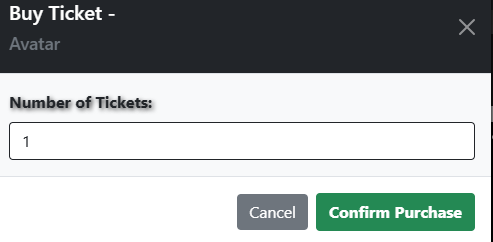 Buy Ticket -
Avatar
Number of Tickets:
1
Cancel
Confirm Purchase